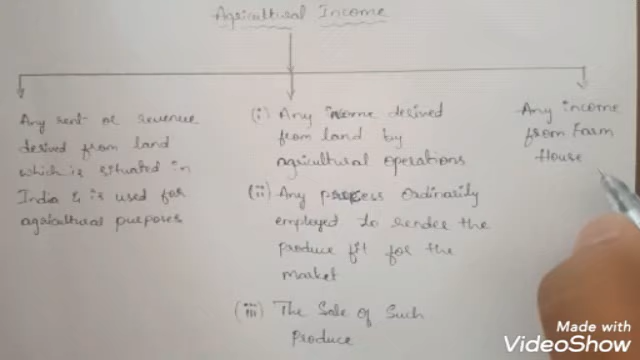 Agricultural Income
Any rent or revenue
derived from land
which is situated in
India & is used for
agricultural purposes
(i) Any income derived
from land by
agricultural operations
(ii) Any process ordinarily
employed to render the
produce fit for the
market
(iii) The Sale of Such
Produce
Any income
from Farm
House
Made with
VideoShow